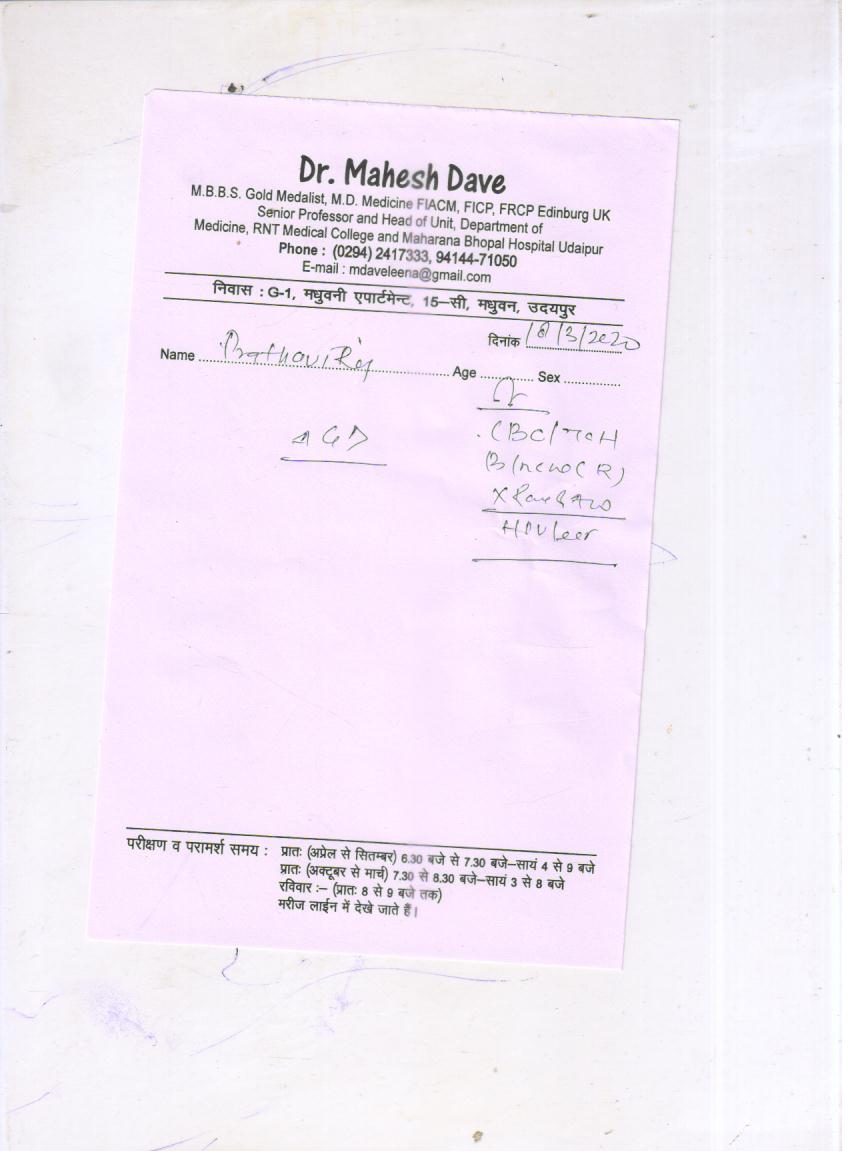 Dr. Mahesh Dave
M.B.B.S. Gold Medalist, M.D. Medicine FIACM, FICP, FRCP Edinburg UK
Senior Professor and Head of Unit, Department of
Medicine, RNT Medical College and Maharana Bhopal Hospital Udaipur
Phone : (0294) 2417333, 94144-71050
E-mail : mdaveleena@gmail.com
निवास : G-1, मधुवनी एपार्टमेन्ट, 15–सी, मधुवन, उदयपुर
दिनांक 18/3/2020
Name Age Sex
CBC/
X Ray
परीक्षण व परामर्श समय : प्रातः (अप्रेल से सितम्बर) 6.30 बजे से 7.30 बजे–सायं 4 से 9 बजे
प्रातः (अक्टूबर से मार्च) 7.30 से 8.30 बजे–सायं 3 से 8 बजे
रविवार :– (प्रातः 8 से 9 बजे तक)
मरीज लाईन में देखे जाते हैं।